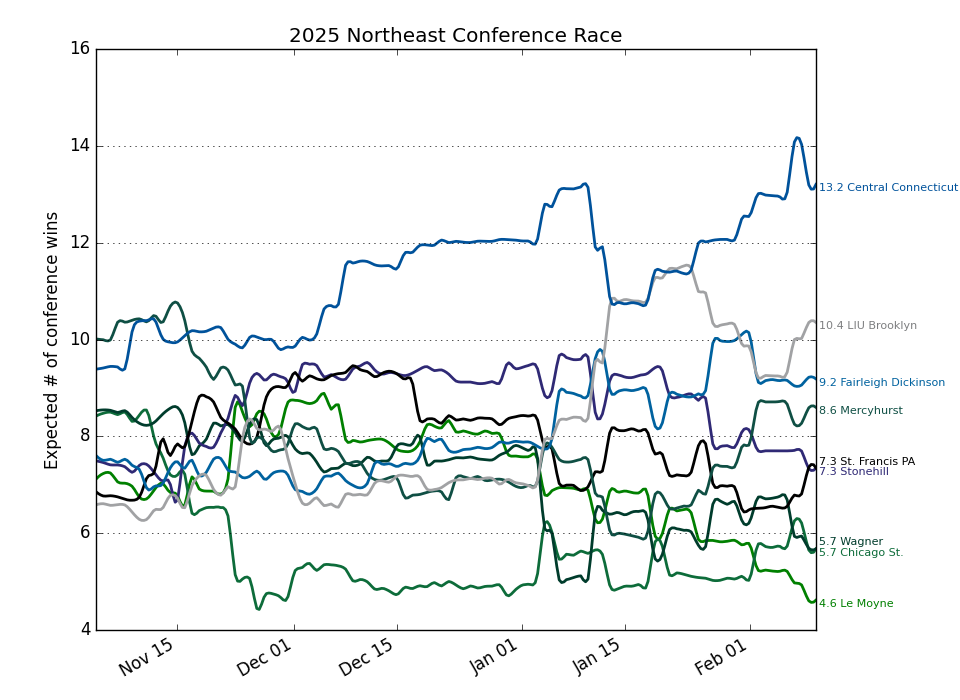 2025 Northeast Conference Race
Expected # of conference wins
16
14
12
10
8
6
4
13.2 Central Connecticut
10.4 LIU Brooklyn
9.2 Fairleigh Dickinson
8.6 Mercyhurst
7.3 St. Francis PA
7.3 Stonehill
5.7 Wagner
5.7 Chicago St.
4.6 Le Moyne
Nov 15
Dec 01
Dec 15
Jan 01
Jan 15
Feb 01